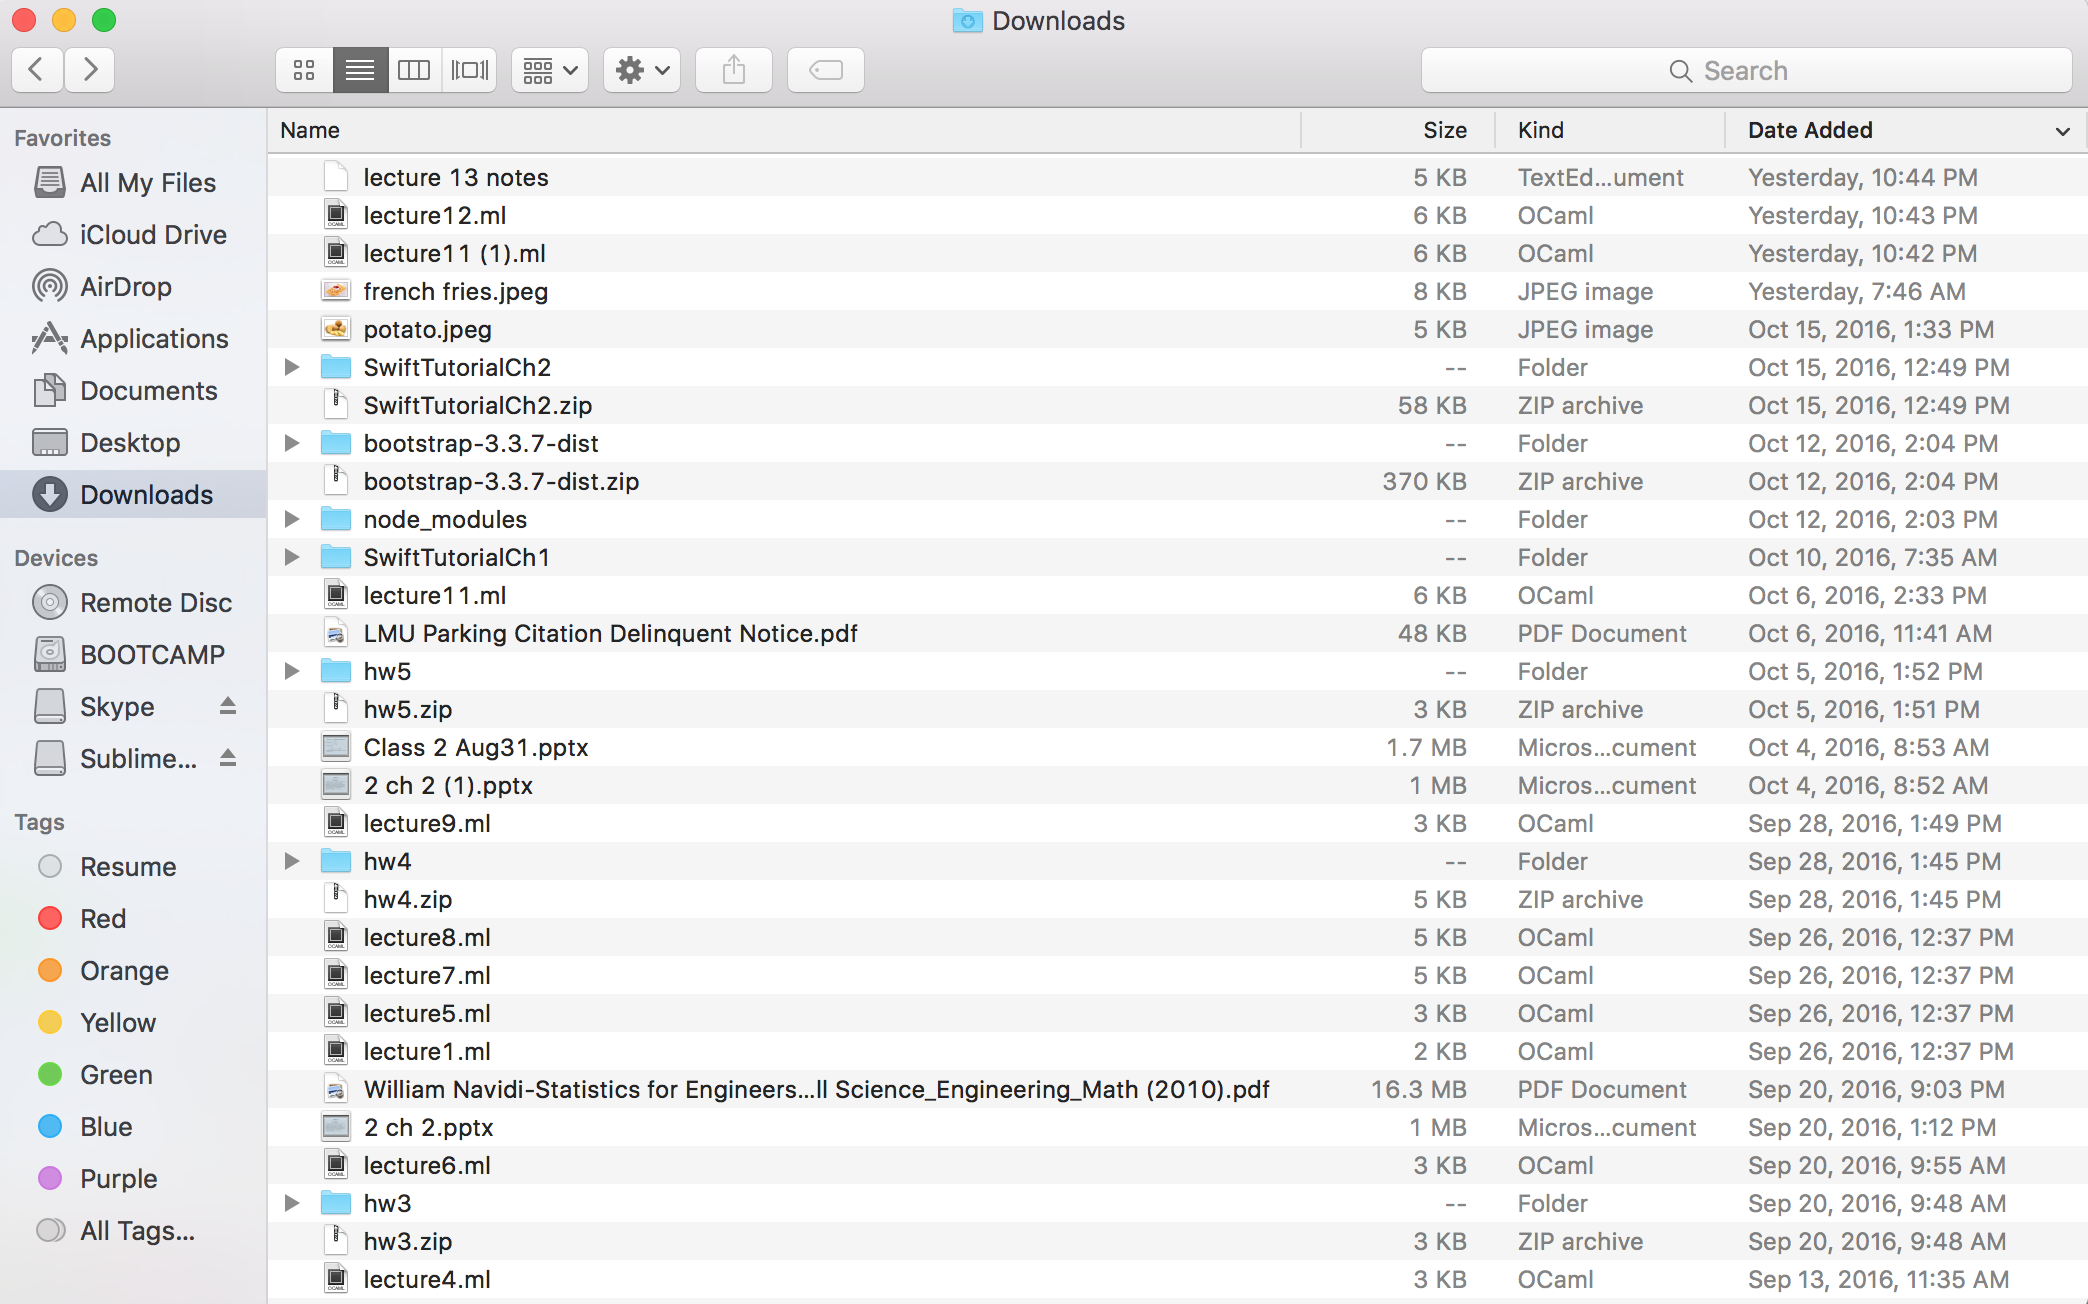 Downloads
Search
Favorites
All My Files
iCloud Drive
AirDrop
Applications
Documents
Desktop
Downloads
Devices
Remote Disc
BOOTCAMP
Skype
Sublime...
Tags
Resume
Red
Orange
Yellow
Green
Blue
Purple
All Tags...
Name Size Kind Date Added
lecture 13 notes 5 KB TextEd...ument Yesterday, 10:44 PM
lecture12.ml 6 KB OCaml Yesterday, 10:43 PM
lecture11 (1).ml 6 KB OCaml Yesterday, 10:42 PM
french fries.jpeg 8 KB JPEG image Yesterday, 7:46 AM
potato.jpeg 5 KB JPEG image Oct 15, 2016, 1:33 PM
SwiftTutorialCh2 -- Folder Oct 15, 2016, 12:49 PM
SwiftTutorialCh2.zip 58 KB ZIP archive Oct 15, 2016, 12:49 PM
bootstrap-3.3.7-dist -- Folder Oct 12, 2016, 2:04 PM
bootstrap-3.3.7-dist.zip 370 KB ZIP archive Oct 12, 2016, 2:04 PM
node_modules -- Folder Oct 12, 2016, 2:03 PM
SwiftTutorialCh1 -- Folder Oct 10, 2016, 7:35 AM
lecture11.ml 6 KB OCaml Oct 6, 2016, 2:33 PM
LMU Parking Citation Delinquent Notice.pdf 48 KB PDF Document Oct 6, 2016, 11:41 AM
hw5 -- Folder Oct 5, 2016, 1:52 PM
hw5.zip 3 KB ZIP archive Oct 5, 2016, 1:51 PM
Class 2 Aug31.pptx 1.7 MB Micros...cument Oct 4, 2016, 8:53 AM
2 ch 2 (1).pptx 1 MB Micros...cument Oct 4, 2016, 8:52 AM
lecture9.ml 3 KB OCaml Sep 28, 2016, 1:49 PM
hw4 -- Folder Sep 28, 2016, 1:45 PM
hw4.zip 5 KB ZIP archive Sep 28, 2016, 1:45 PM
lecture8.ml 5 KB OCaml Sep 26, 2016, 12:37 PM
lecture7.ml 5 KB OCaml Sep 26, 2016, 12:37 PM
lecture5.ml 3 KB OCaml Sep 26, 2016, 12:37 PM
lecture1.ml 2 KB OCaml Sep 26, 2016, 12:37 PM
William Navidi-Statistics for Engineers...ll Science_Engineering_Math (2010).pdf 16.3 MB PDF Document Sep 20, 2016, 9:03 PM
2 ch 2.pptx 1 MB Micros...cument Sep 20, 2016, 1:12 PM
lecture6.ml 3 KB OCaml Sep 20, 2016, 9:55 AM
hw3 -- Folder Sep 20, 2016, 9:48 AM
hw3.zip 3 KB ZIP archive Sep 20, 2016, 9:48 AM
lecture4.ml 3 KB OCaml Sep 13, 2016, 11:35 AM